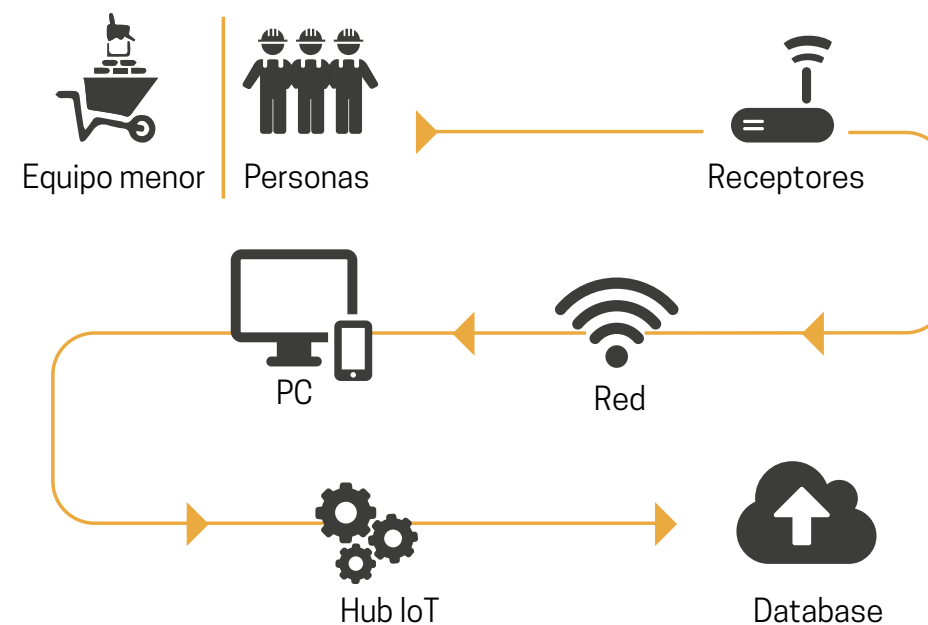 Equipo menor
Personas
Receptores
PC
Red
Hub IoT
Database